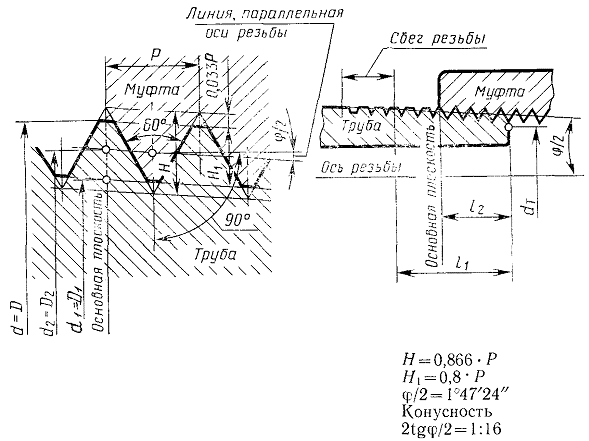 Линия, параллельная
оси резьбы
P
Муфта
0,033P
60°
φ/2
H
H₁
90°
Труба
Основная плоскость
d=D
d₂=D₂
d₁=D₁
Сбег резьбы
Муфта
Труба
Ось резьбы
Основная плоскость
φ/2
l₂
dT
l₁
H=0,866 · P
H₁=0,8 · P
φ/2=1°47′24″
Конусность
2tgφ/2=1:16